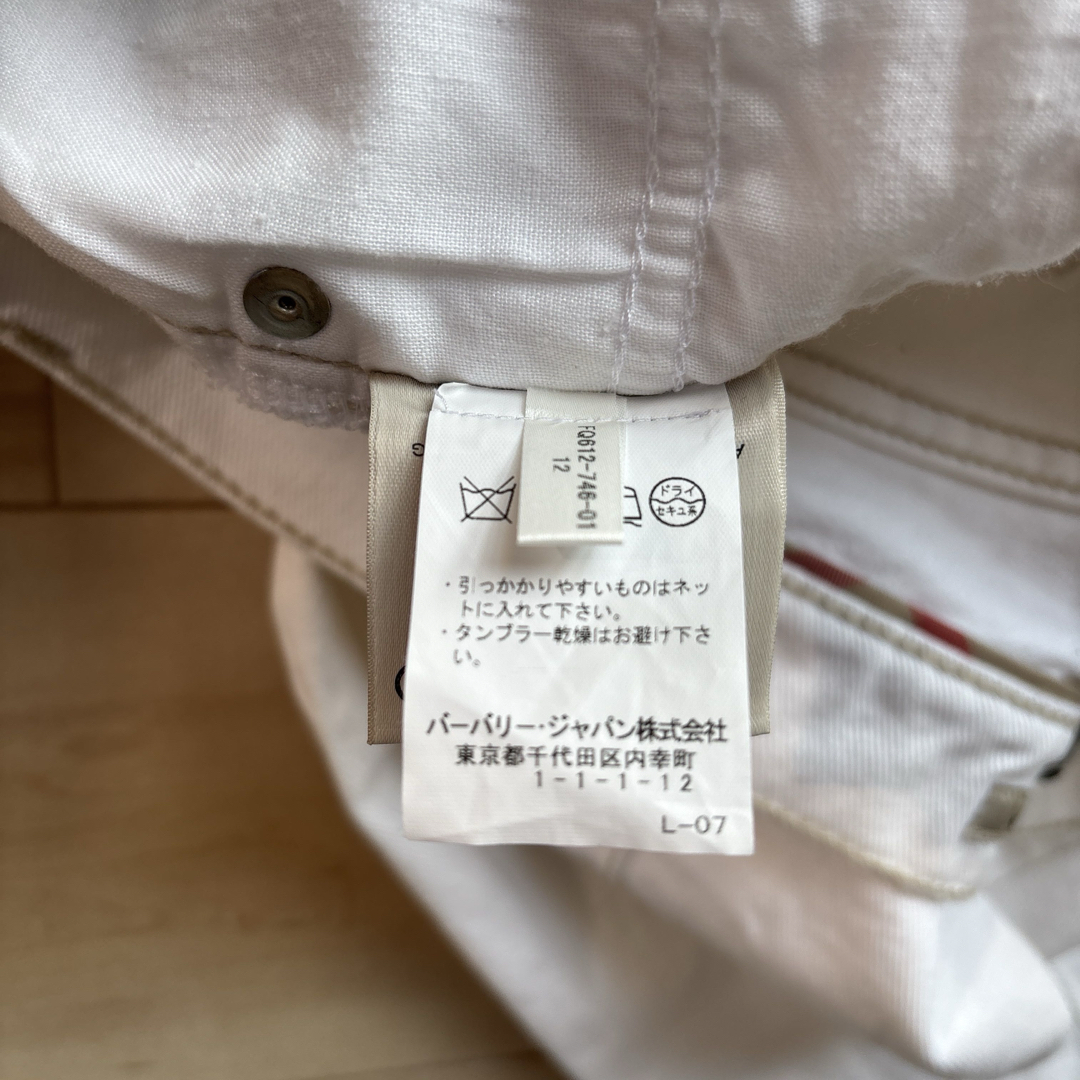 FQ612-746-01
12
ドライ
セキユ系
・引っかかりやすいものはネッ
トに入れて下さい。
・タンブラー乾燥はお避け下さ
い。
バーバリー・ジャパン株式会社
東京都千代田区内幸町
1-1-1-12
L-07